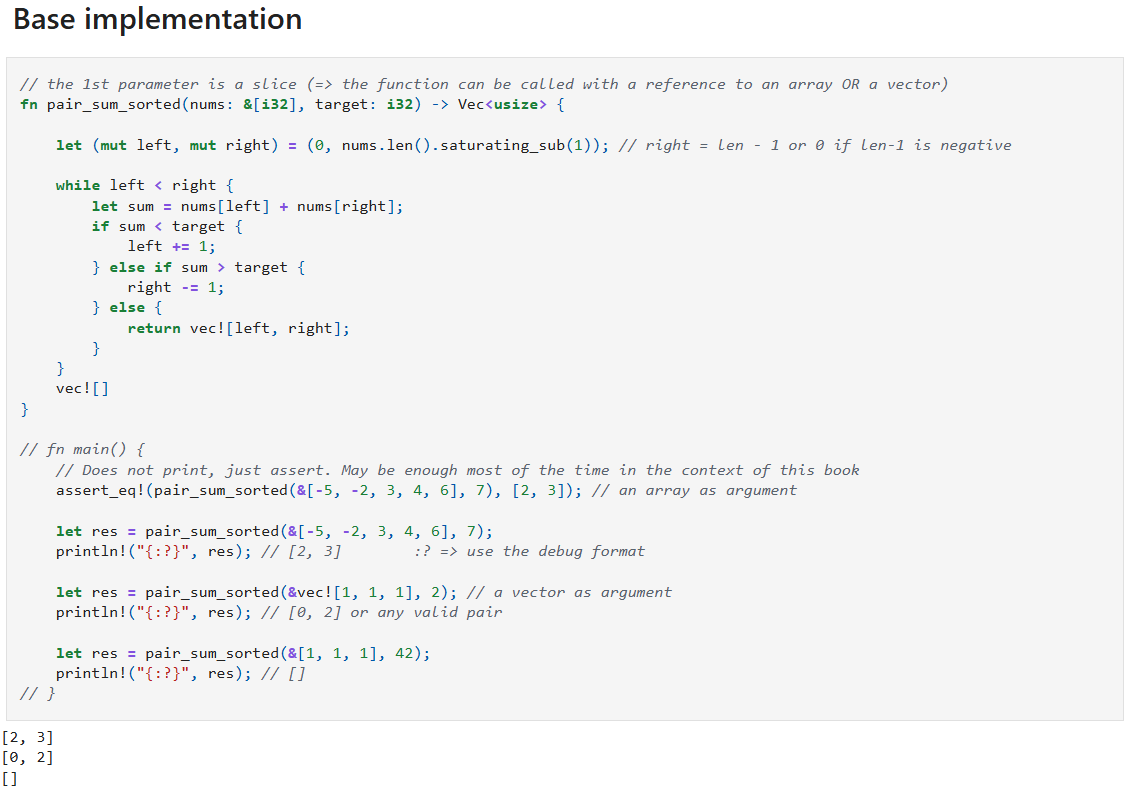 Base implementation
// the 1st parameter is a slice (=> the function can be called with a reference to an array OR a vector)
fn pair_sum_sorted(nums: &[i32], target: i32) -> Vec<usize> {
    let (mut left, mut right) = (0, nums.len().saturating_sub(1)); // right = len - 1 or 0 if len-1 is negative
    while left < right {
        let sum = nums[left] + nums[right];
        if sum < target {
            left += 1;
        } else if sum > target {
            right -= 1;
        } else {
            return vec![left, right];
        }
    }
    vec![]
}
// fn main() {
    // Does not print, just assert. May be enough most of the time in the context of this book
    assert_eq!(pair_sum_sorted(&[-5, -2, 3, 4, 6], 7), [2, 3]); // an array as argument
    let res = pair_sum_sorted(&[-5, -2, 3, 4, 6], 7);
    println!("{:?}", res); // [2, 3]        :? => use the debug format
    let res = pair_sum_sorted(&vec![1, 1, 1], 2); // a vector as argument
    println!("{:?}", res); // [0, 2] or any valid pair
    let res = pair_sum_sorted(&[1, 1, 1], 42);
    println!("{:?}", res); // []
// }
[2, 3]
[0, 2]
[]